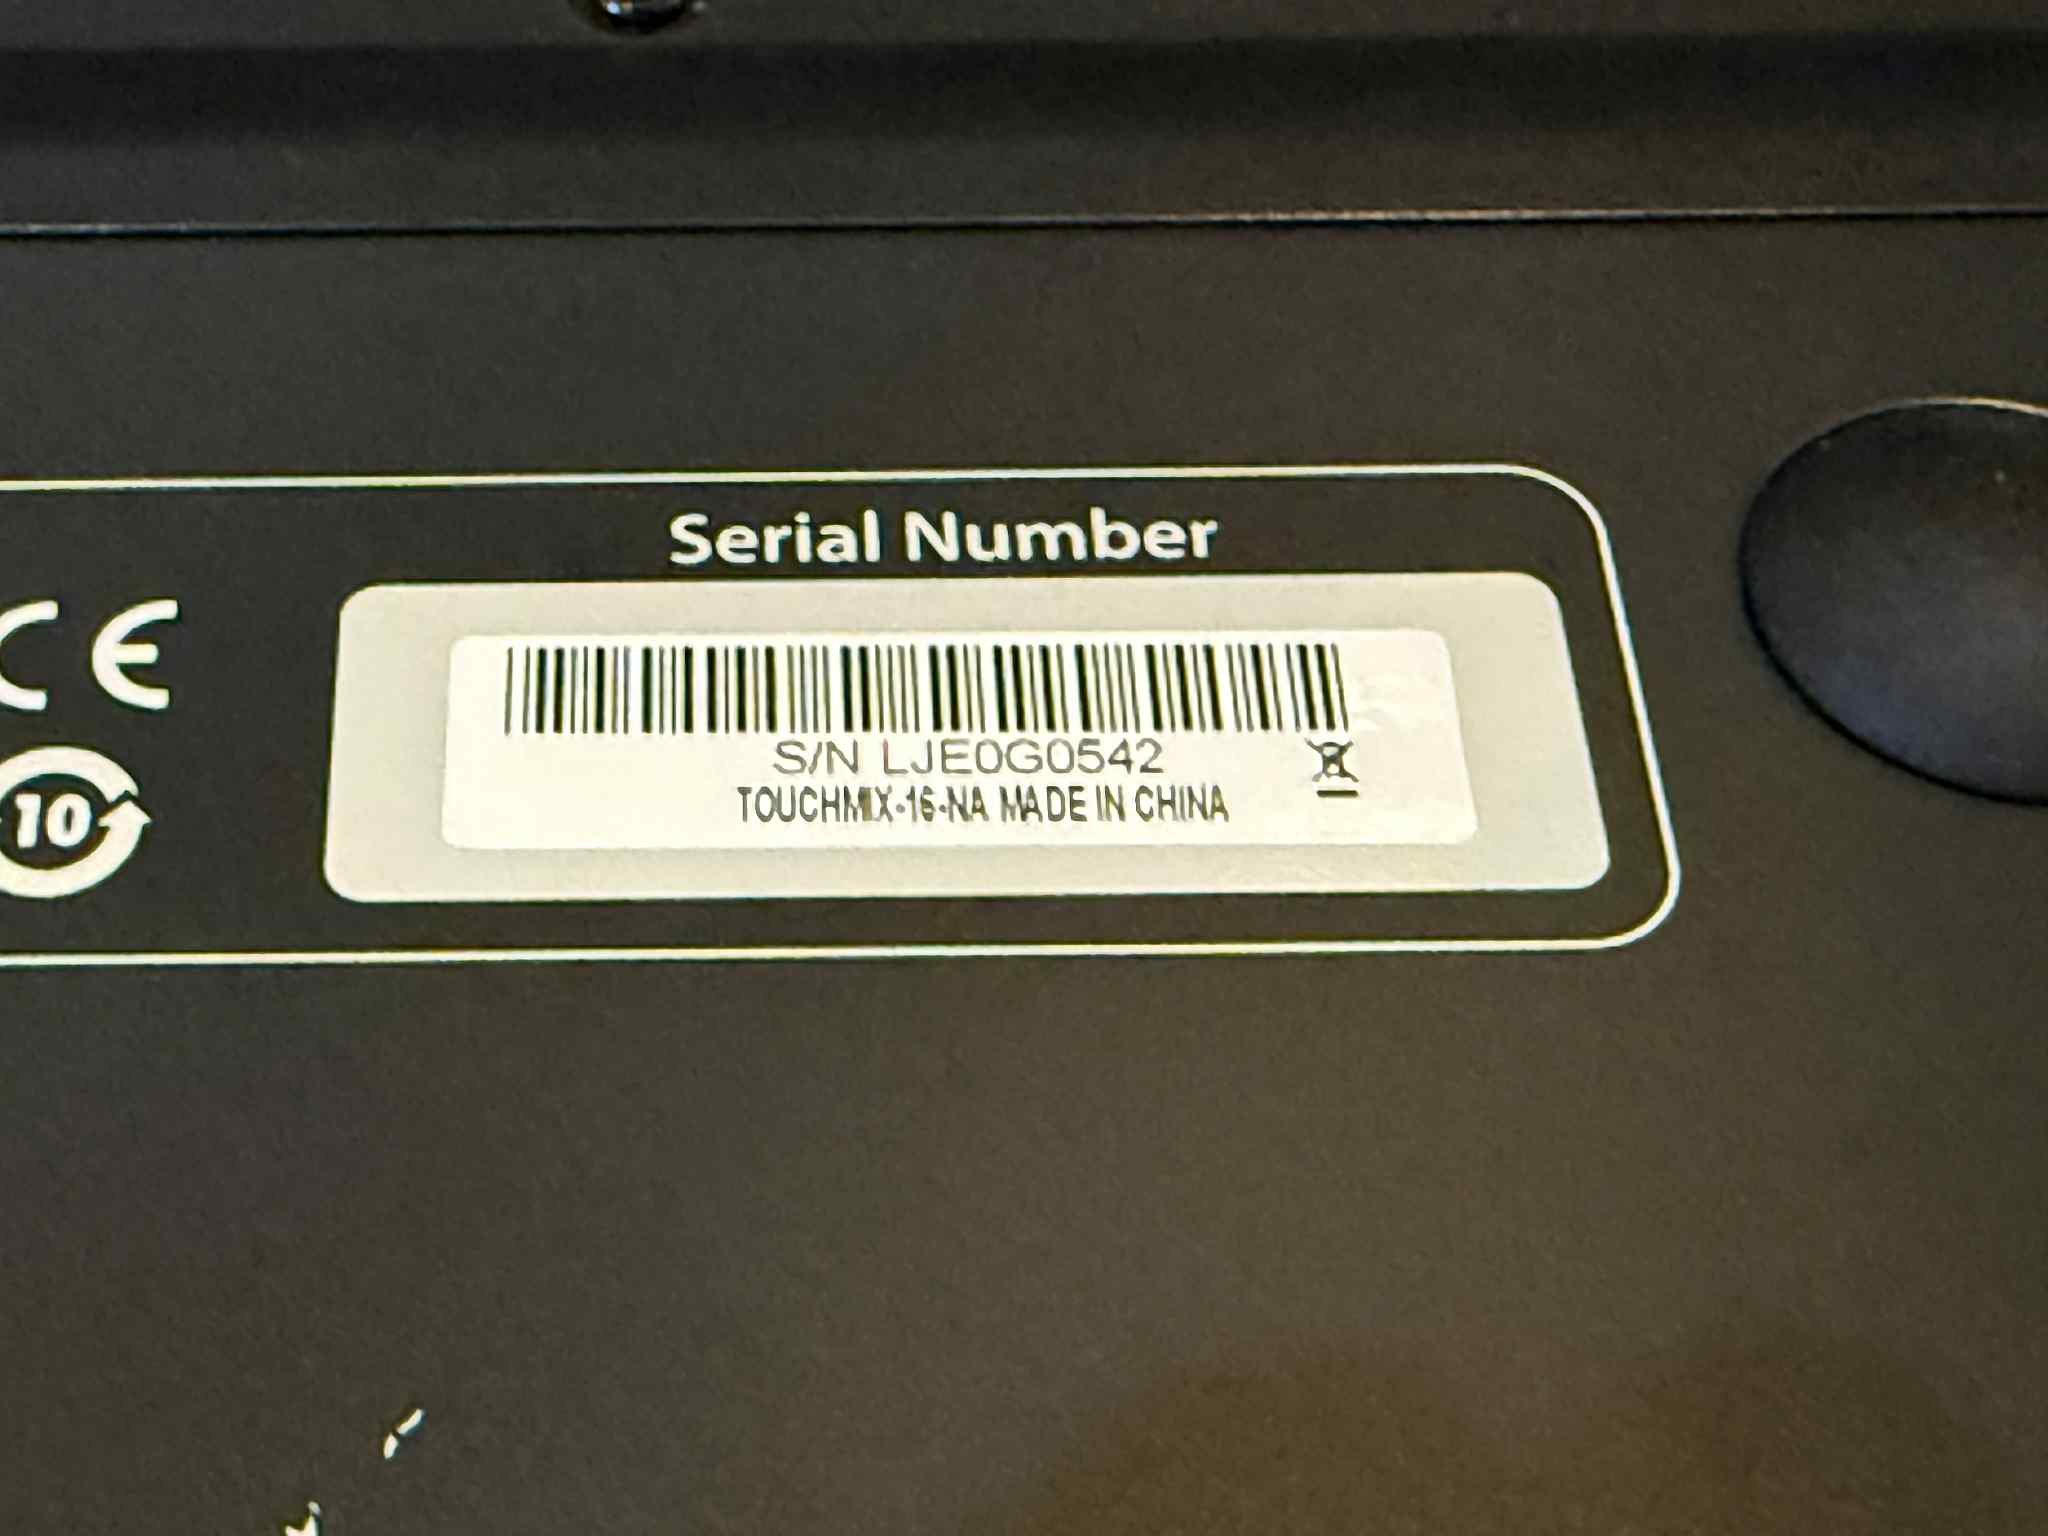 Serial Number
CE
S/N LJE0G0542
10
TOUCHMIX-16-NA MADE IN CHINA